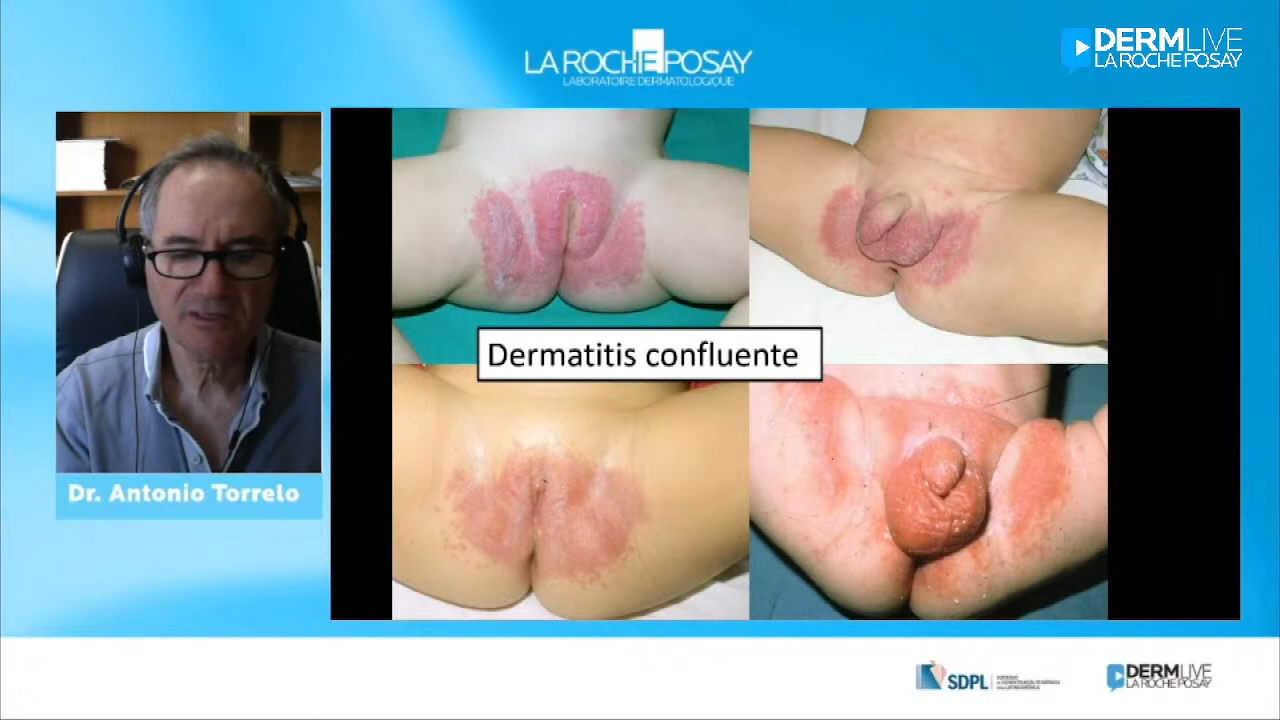 LA ROCHE POSAY
LABORATOIRE DERMATOLOGIQUE
DERMLIVE
LA ROCHE POSAY
Dermatitis confluente
Dr. Antonio Torrelo
SDPL
DERMLIVE
LA ROCHE POSAY